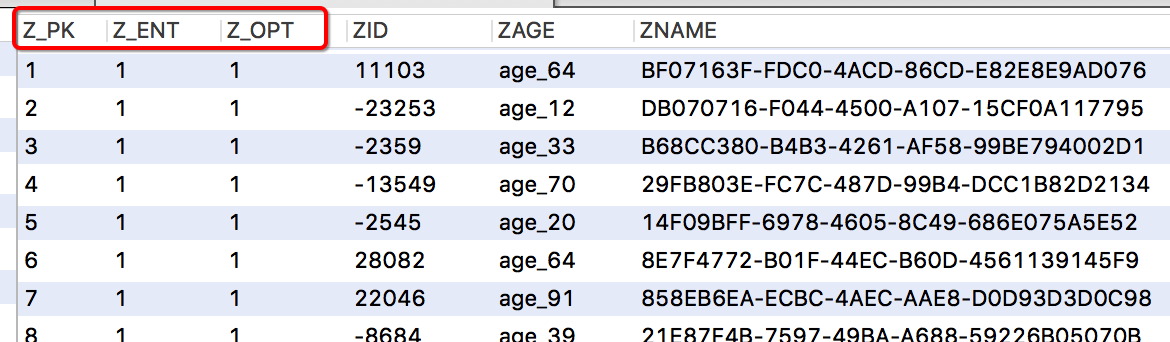 Z_PK Z_ENT Z_OPT ZID ZAGE ZNAME
1 1 1 11103 age_64 BF07163F-FDC0-4ACD-86CD-E82E8E9AD076
2 1 1 -23253 age_12 DB070716-F044-4500-A107-15CF0A117795
3 1 1 -2359 age_33 B68CC380-B4B3-4261-AF58-99BE794002D1
4 1 1 -13549 age_70 29FB803E-FC7C-487D-99B4-DCC1B82D2134
5 1 1 -2545 age_20 14F09BFF-6978-4605-8C49-686E075A5E52
6 1 1 28082 age_64 8E7F4772-B01F-44EC-B60D-4561139145F9
7 1 1 22046 age_91 858EB6EA-ECBC-4AEC-AAE8-D0D93D3D0C98
8 1 1 -8684 age_39 21E87F4B-7597-49BA-A688-59226B05070B